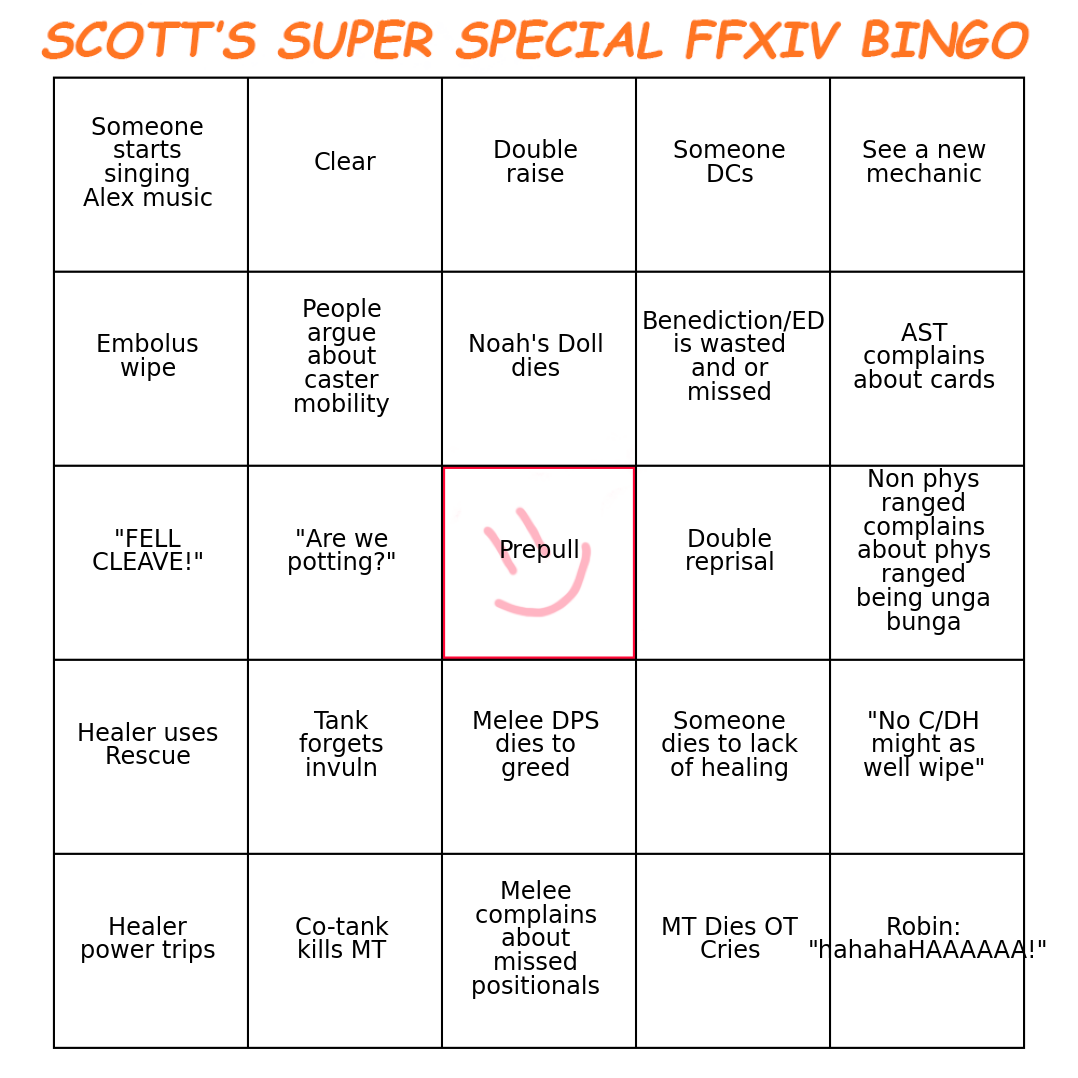 SCOTT'S SUPER SPECIAL FFXIV BINGO
Someone
starts
singing
Alex music
Clear
Double
raise
Someone
DCs
See a new
mechanic
Embolus
wipe
People
argue
about
caster
mobility
Noah's Doll
dies
Benediction/ED
is wasted
and or
missed
AST
complains
about cards
"FELL
CLEAVE!"
"Are we
potting?"
Prepull
Double
reprisal
Non phys
ranged
complains
about phys
ranged
being unga
bunga
Healer uses
Rescue
Tank
forgets
invuln
Melee DPS
dies to
greed
Someone
dies to lack
of healing
"No C/DH
might as
well wipe"
Healer
power trips
Co-tank
kills MT
Melee
complains
about
missed
positionals
MT Dies OT
Cries
Robin:
"hahahaHAAAAAA!"